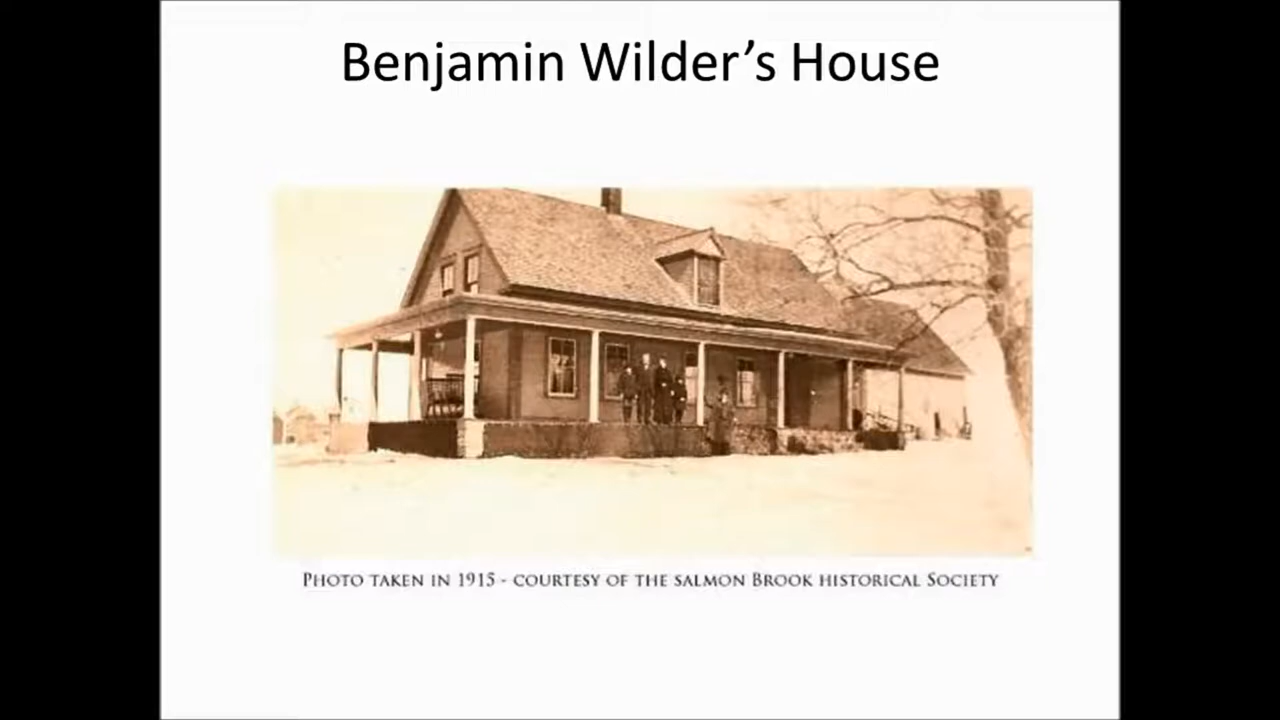 Benjamin Wilder’s House
Photo taken in 1915 - courtesy of the salmon Brook historical Society